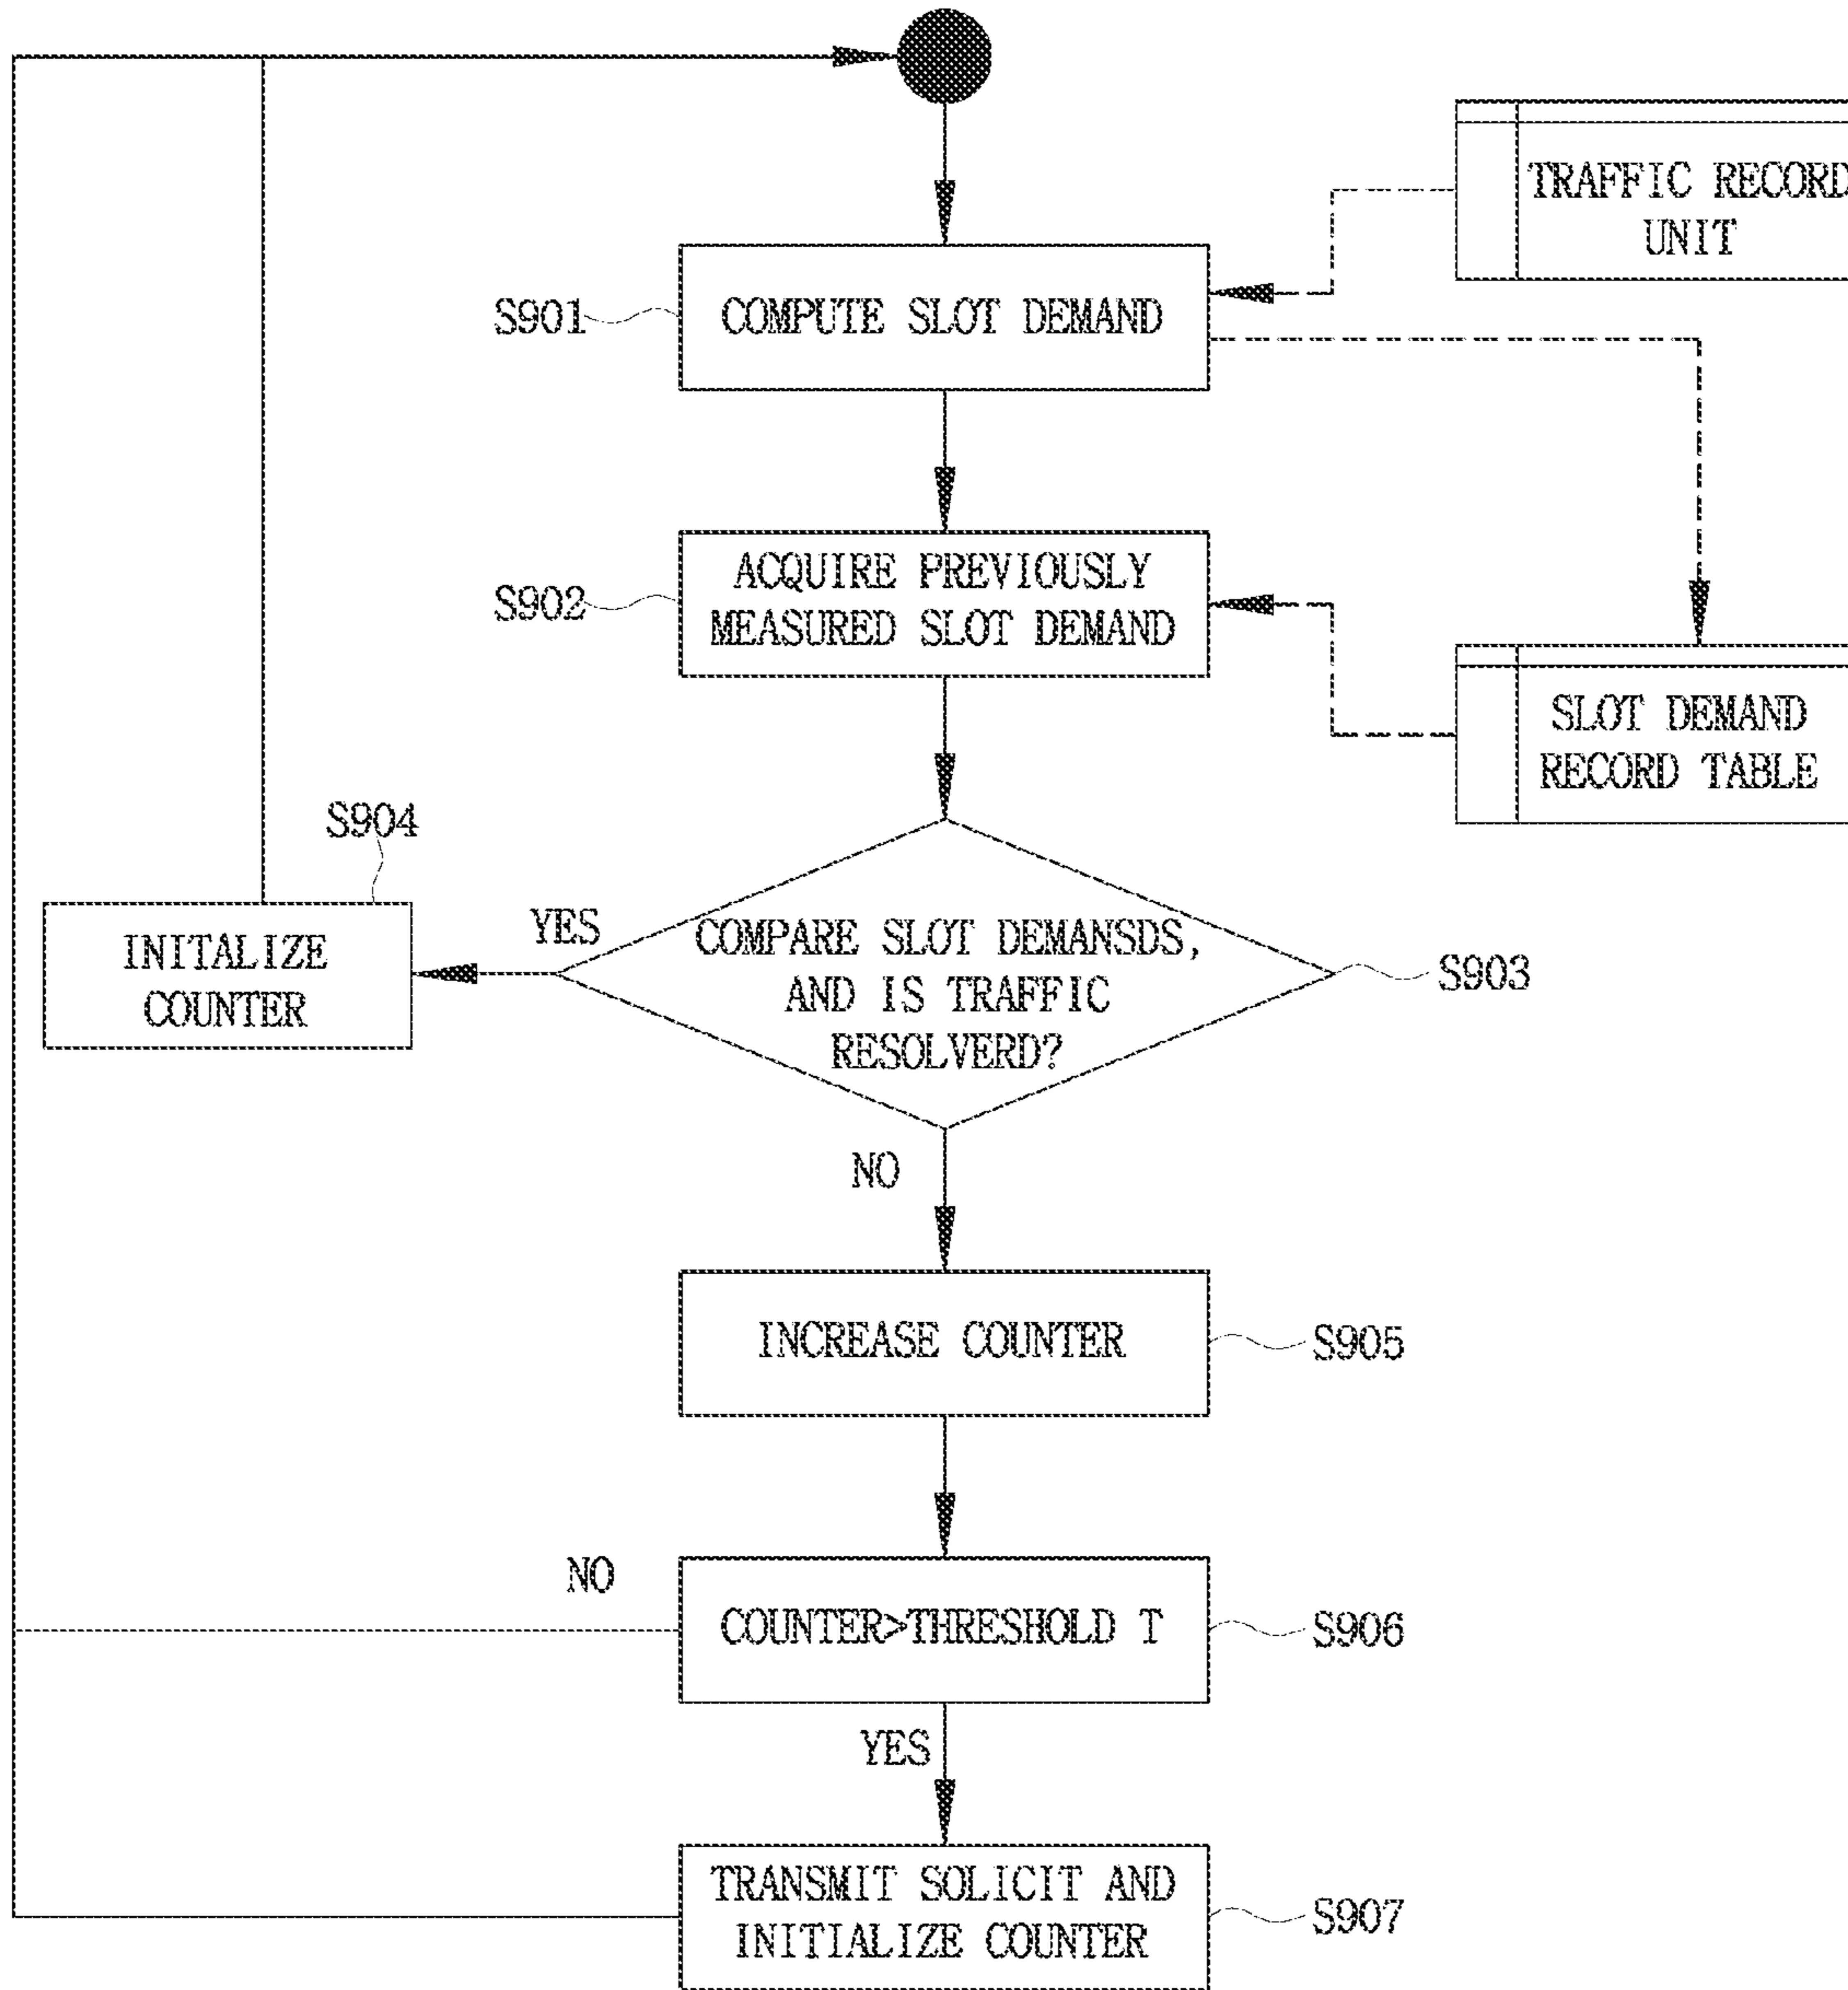 TRAFFIC RECORD
UNIT
S901
COMPUTE SLOT DEMAND
S902
ACQUIRE PREVIOUSLY
MEASURED SLOT DEMAND
SLOT DEMAND
RECORD TABLE
S904
INITALIZE
COUNTER
YES
COMPARE SLOT DEMANSDS,
AND IS TRAFFIC
RESOLVERD?
S903
NO
INCREASE COUNTER
S905
NO
COUNTER>THRESHOLD T
S906
YES
TRANSMIT SOLICIT AND
INITIALIZE COUNTER
S907